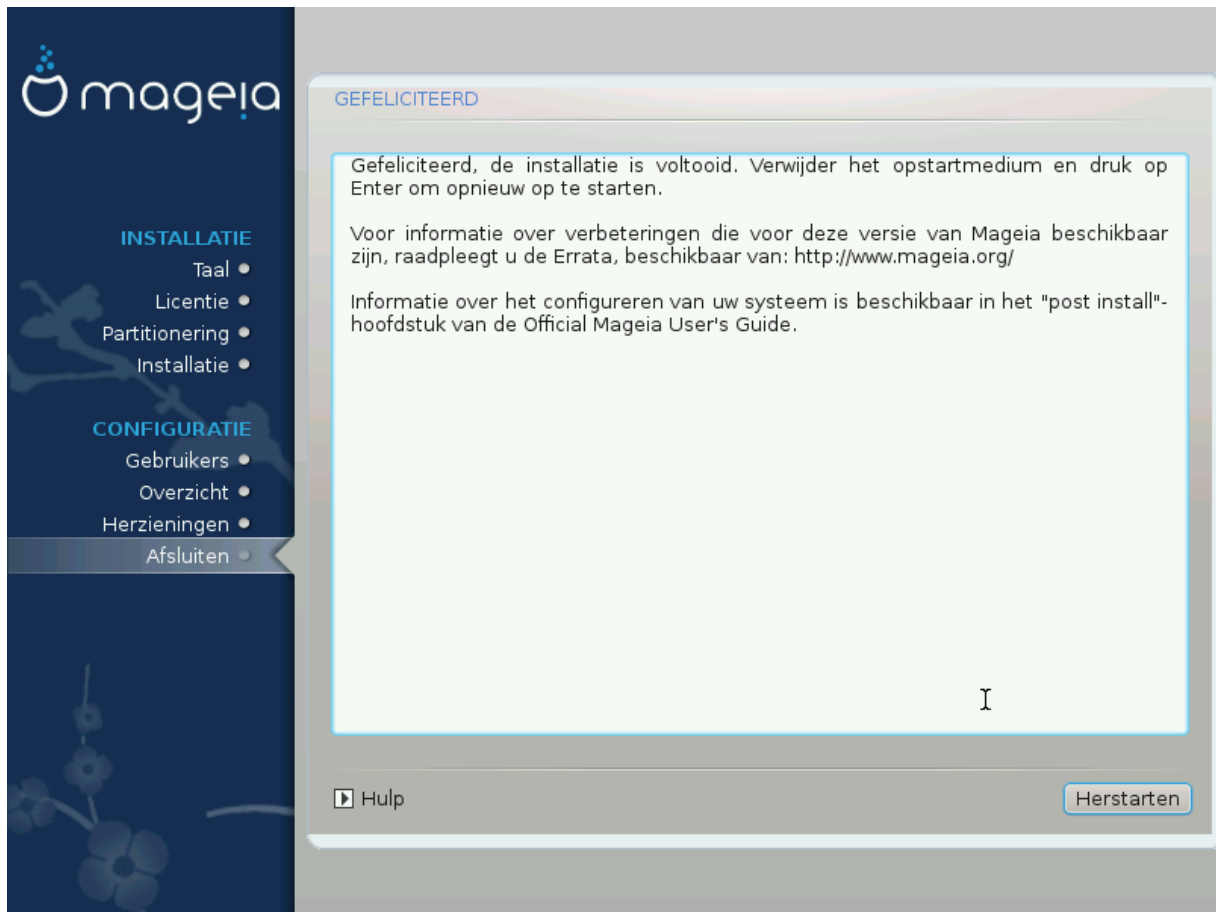 mageia
INSTALLATIE
Taal
Licentie
Partitionering
Installatie
CONFIGURATIE
Gebruikers
Overzicht
Herzieningen
Afsluiten
GEFELICITEERD
Gefeliciteerd, de installatie is voltooid. Verwijder het opstartmedium en druk op
Enter om opnieuw op te starten.
Voor informatie over verbeteringen die voor deze versie van Mageia beschikbaar
zijn, raadpleegt u de Errata, beschikbaar van: http://www.mageia.org/
Informatie over het configureren van uw systeem is beschikbaar in het "post install"-
hoofdstuk van de Official Mageia User's Guide.
Hulp
Herstarten